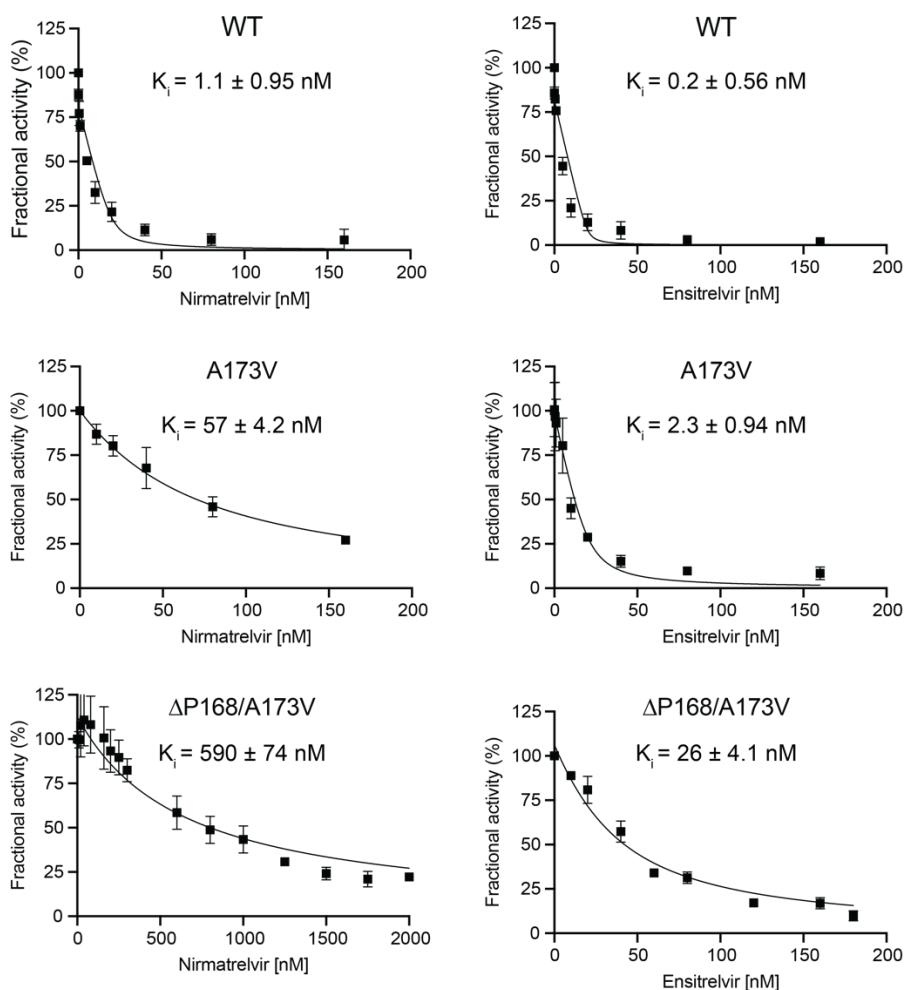 WT
K_i = 1.1 ± 0.95 nM
Fractional activity (%)
125
100
75
50
25
0
0 50 100 150 200
Nirmatrelvir [nM]
WT
K_i = 0.2 ± 0.56 nM
Fractional activity (%)
125
100
75
50
25
0
0 50 100 150 200
Ensitrelvir [nM]
A173V
K_i = 57 ± 4.2 nM
Fractional activity (%)
125
100
75
50
25
0
0 50 100 150 200
Nirmatrelvir [nM]
A173V
K_i = 2.3 ± 0.94 nM
Fractional activity (%)
125
100
75
50
25
0
0 50 100 150 200
Ensitrelvir [nM]
ΔP168/A173V
K_i = 590 ± 74 nM
Fractional activity (%)
125
100
75
50
25
0
0 500 1000 1500 2000
Nirmatrelvir [nM]
ΔP168/A173V
K_i = 26 ± 4.1 nM
Fractional activity (%)
125
100
75
50
25
0
0 50 100 150 200
Ensitrelvir [nM]